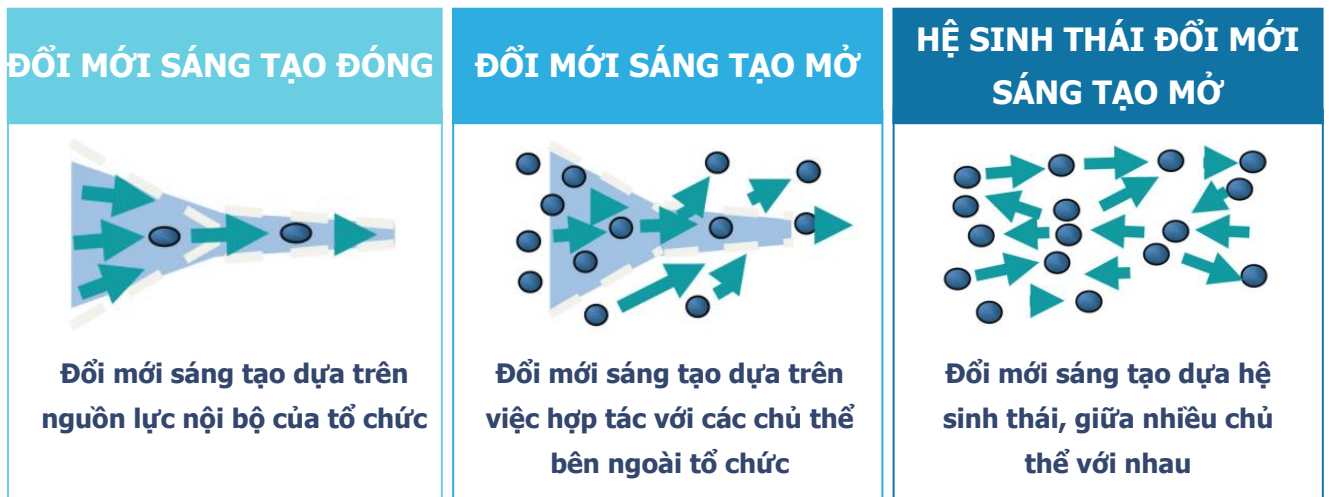 ĐỔI MỚI SÁNG TẠO ĐÓNG
Đổi mới sáng tạo dựa trên
nguồn lực nội bộ của tổ chức
ĐỔI MỚI SÁNG TẠO MỞ
Đổi mới sáng tạo dựa trên
việc hợp tác với các chủ thể
bên ngoài tổ chức
HỆ SINH THÁI ĐỔI MỚI
SÁNG TẠO MỞ
Đổi mới sáng tạo dựa hệ
sinh thái, giữa nhiều chủ
thể với nhau